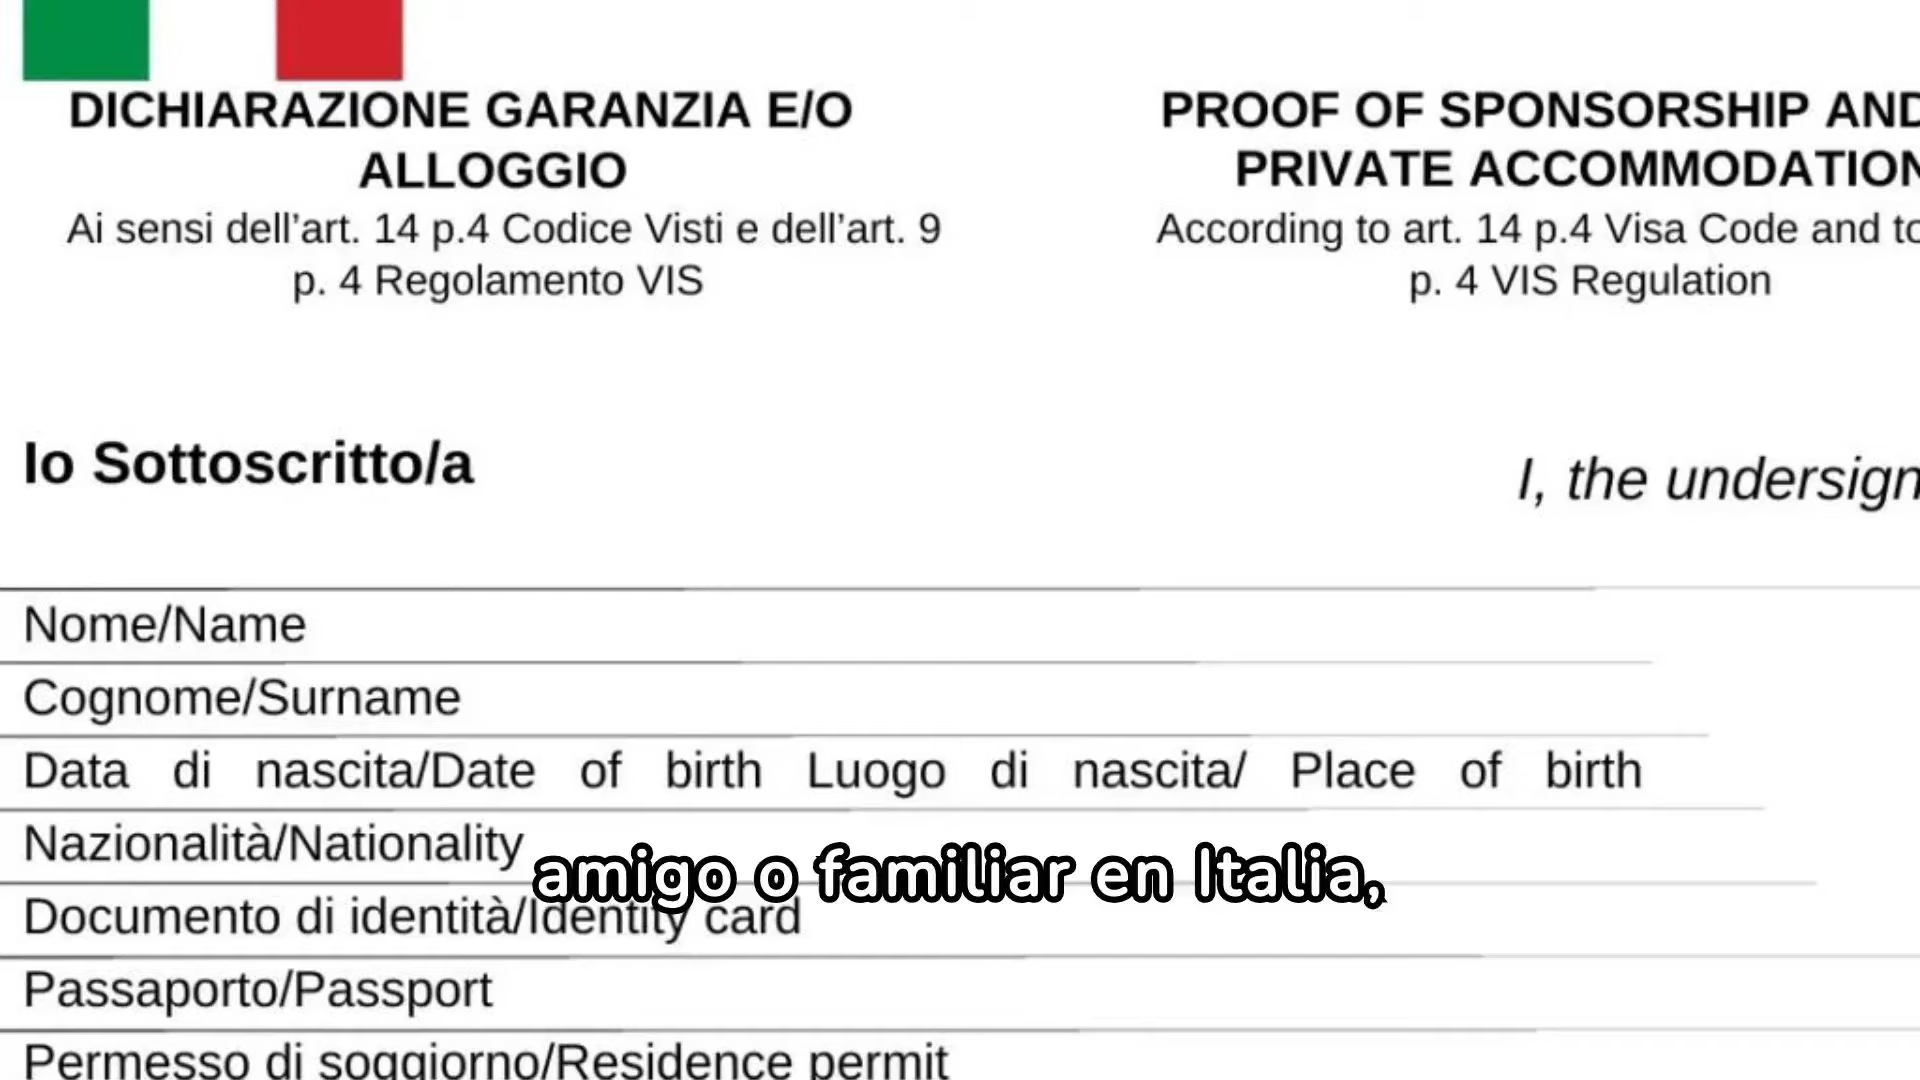 DICHIARAZIONE GARANZIA E/O
ALLOGGIO
Ai sensi dell’art. 14 p.4 Codice Visti e dell’art. 9
p. 4 Regolamento VIS
PROOF OF SPONSORSHIP AND
PRIVATE ACCOMMODATION
According to art. 14 p.4 Visa Code and to
p. 4 VIS Regulation
Io Sottoscritto/a
I, the undersign
Nome/Name
Cognome/Surname
Data di nascita/Date of birth Luogo di nascita/ Place of birth
Nazionalità/Nationality
amigo o familiar en Italia,
Documento di identità/Identity card
Passaporto/Passport
Permesso di soggiorno/Residence permit